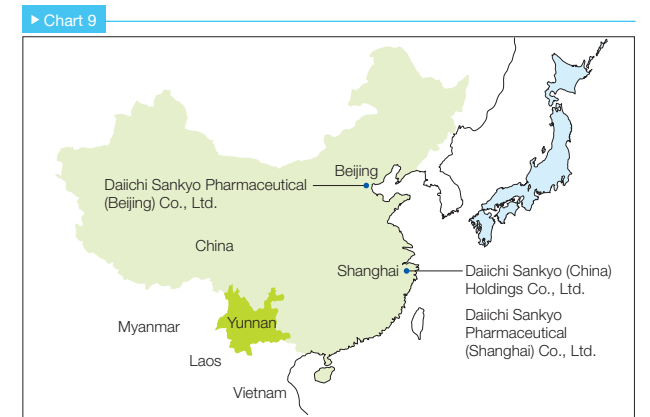 ▶ Chart 9
Beijing
Daiichi Sankyo Pharmaceutical
(Beijing) Co., Ltd.
China
Shanghai
Daiichi Sankyo (China)
Holdings Co., Ltd.
Daiichi Sankyo
Pharmaceutical
(Shanghai) Co., Ltd.
Myanmar
Yunnan
Laos
Vietnam